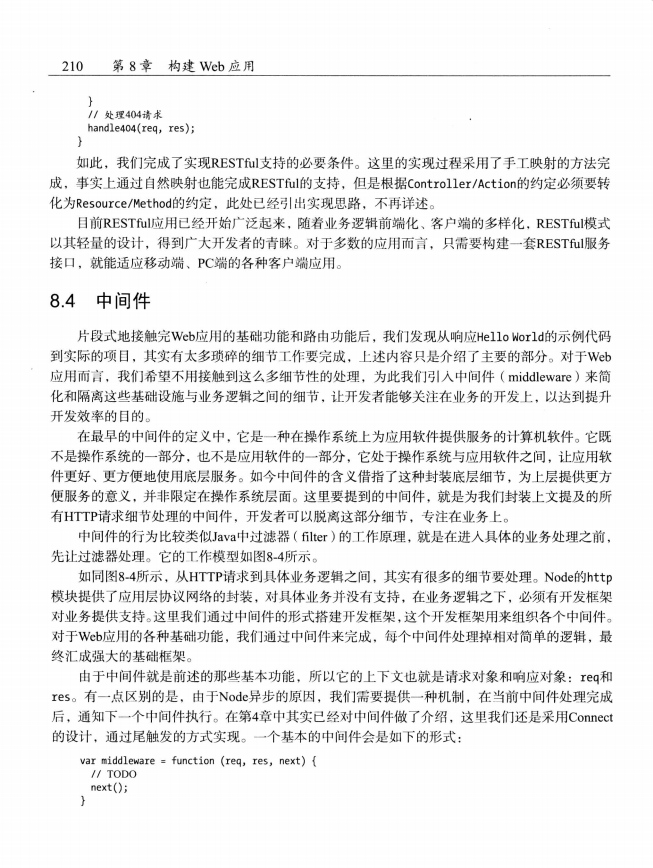 210 第 8 章 构建 Web 应用
}
// 处理404请求
handle404(req, res);
}
如此，我们完成了实现RESTful支持的必要条件。这里的实现过程采用了手工映射的方法完
成，事实上通过自然映射也能完成RESTful的支持，但是根据Controller/Action的约定必须要转
化为Resource/Method的约定，此处已经引出实现思路，不再详述。
目前RESTful应用已经开始广泛起来，随着业务逻辑前端化、客户端的多样化，RESTful模式
以其轻量的设计，得到广大开发者的青睐。对于多数的应用而言，只需要构建一套RESTful服务
接口，就能适应移动端、PC端的各种客户端应用。
8.4 中间件
片段式地接触完Web应用的基础功能和路由功能后，我们发现从响应Hello World的示例代码
到实际的项目，其实有太多琐碎的细节工作要完成，上述内容只是介绍了主要的部分。对于Web
应用而言，我们希望不用接触到这么多细节性的处理，为此我们引入中间件（middleware）来简
化和隔离这些基础设施与业务逻辑之间的细节，让开发者能够关注在业务的开发上，以达到提升
开发效率的目的。
在最早的中间件的定义中，它是一种在操作系统上为应用软件提供服务的计算机软件。它既
不是操作系统的一部分，也不是应用软件的一部分，它处于操作系统与应用软件之间，让应用软
件更好、更方便地使用底层服务。如今中间件的含义借指了这种封装底层细节，为上层提供更方
便服务的意义，并非限定在操作系统层面。这里要提到的中间件，就是为我们封装上文提及的所
有HTTP请求细节处理的中间件，开发者可以脱离这部分细节，专注在业务上。
中间件的行为比较类似Java中过滤器（filter）的工作原理，就是在进入具体的业务处理之前，
先让过滤器处理。它的工作模型如图8-4所示。
如同图8-4所示，从HTTP请求到具体业务逻辑之间，其实有很多的细节要处理。Node的http
模块提供了应用层协议网络的封装，对具体业务并没有支持，在业务逻辑之下，必须有开发框架
对业务提供支持。这里我们通过中间件的形式搭建开发框架，这个开发框架用来组织各个中间件。
对于Web应用的各种基础功能，我们通过中间件来完成，每个中间件处理掉相对简单的逻辑，最
终汇成强大的基础框架。
由于中间件就是前述的那些基本功能，所以它的上下文也就是请求对象和响应对象：req和
res。有一点区别的是，由于Node异步的原因，我们需要提供一种机制，在当前中间件处理完成
后，通知下一个中间件执行。在第4章中其实已经对中间件做了介绍，这里我们还是采用Connect
的设计，通过尾触发的方式实现。一个基本的中间件会是如下的形式：
var middleware = function (req, res, next) {
// TODO
next();
}